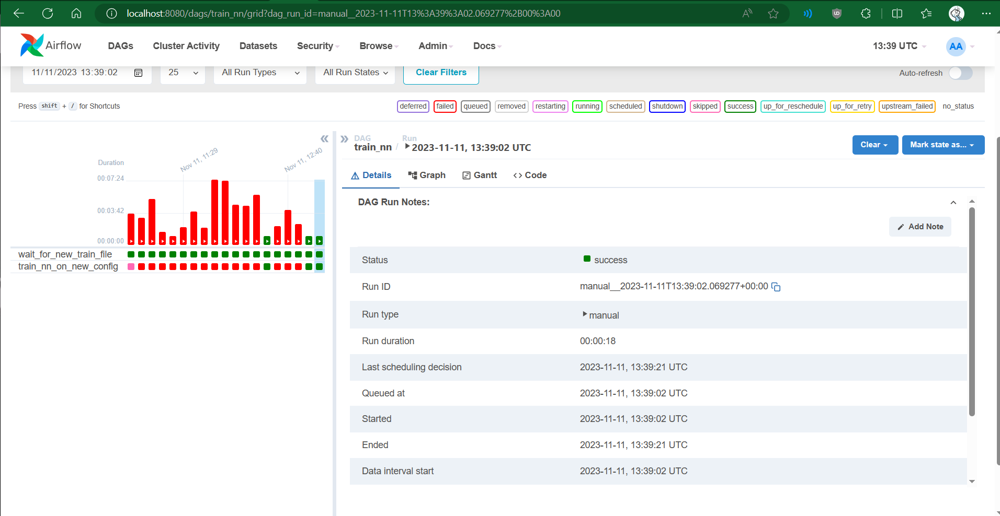 localhost:8080/dags/train_nn/grid?dag_run_id=manual__2023-11-11T13%3A39%3A02.069277%2B00%3A00
Airflow DAGs Cluster Activity Datasets Security Browse Admin Docs 13:39 UTC AA
11/11/2023 13:39:02 25 All Run Types All Run States Clear Filters Auto-refresh
Press shift + / for Shortcuts deferred failed queued removed restarting running scheduled shutdown skipped success up_for_reschedule up_for_retry upstream_failed no_status
DAG Run
train_nn / 2023-11-11, 13:39:02 UTC Clear Mark state as...
Nov 11, 11:29 Nov 11, 12:40
Duration
00:07:24
00:03:42
00:00:00
wait_for_new_train_file
train_nn_on_new_config
Details Graph Gantt <> Code
DAG Run Notes:
Add Note
Status success
Run ID manual__2023-11-11T13:39:02.069277+00:00
Run type manual
Run duration 00:00:18
Last scheduling decision 2023-11-11, 13:39:21 UTC
Queued at 2023-11-11, 13:39:02 UTC
Started 2023-11-11, 13:39:02 UTC
Ended 2023-11-11, 13:39:21 UTC
Data interval start 2023-11-11, 13:39:02 UTC